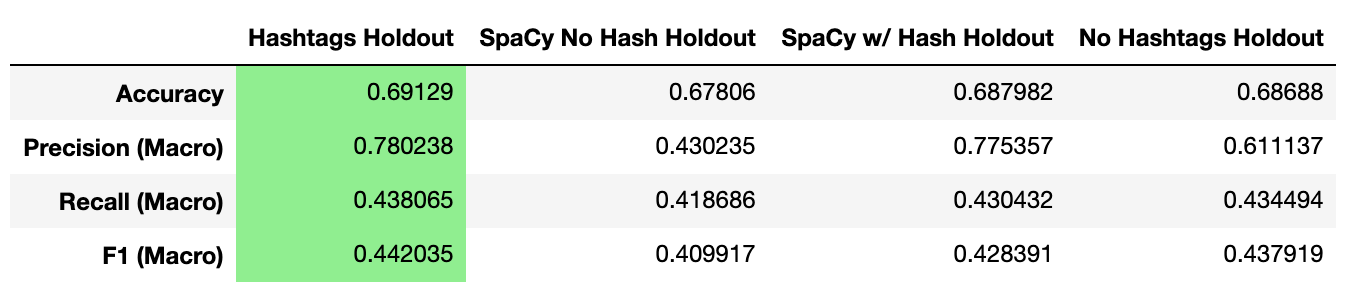 Hashtags Holdout SpaCy No Hash Holdout SpaCy w/ Hash Holdout No Hashtags Holdout
Accuracy 0.69129 0.67806 0.687982 0.68688
Precision (Macro) 0.780238 0.430235 0.775357 0.611137
Recall (Macro) 0.438065 0.418686 0.430432 0.434494
F1 (Macro) 0.442035 0.409917 0.428391 0.437919